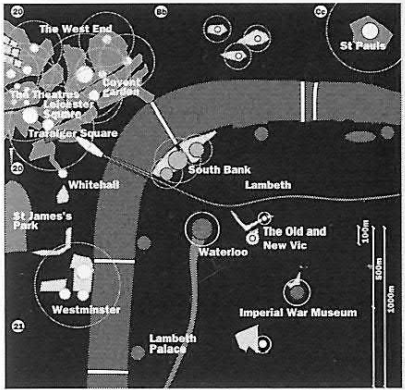 20
Bb
Cc
The West End
St Pauls
Covent
Garden
The Theatres
Leicester
Square
Trafalgar Square
20
South Bank
Whitehall
Lambeth
St James's
Park
The Old and
New Vic
Waterloo
100m
500m
1000m
Imperial War Museum
Westminster
21
Lambeth
Palace